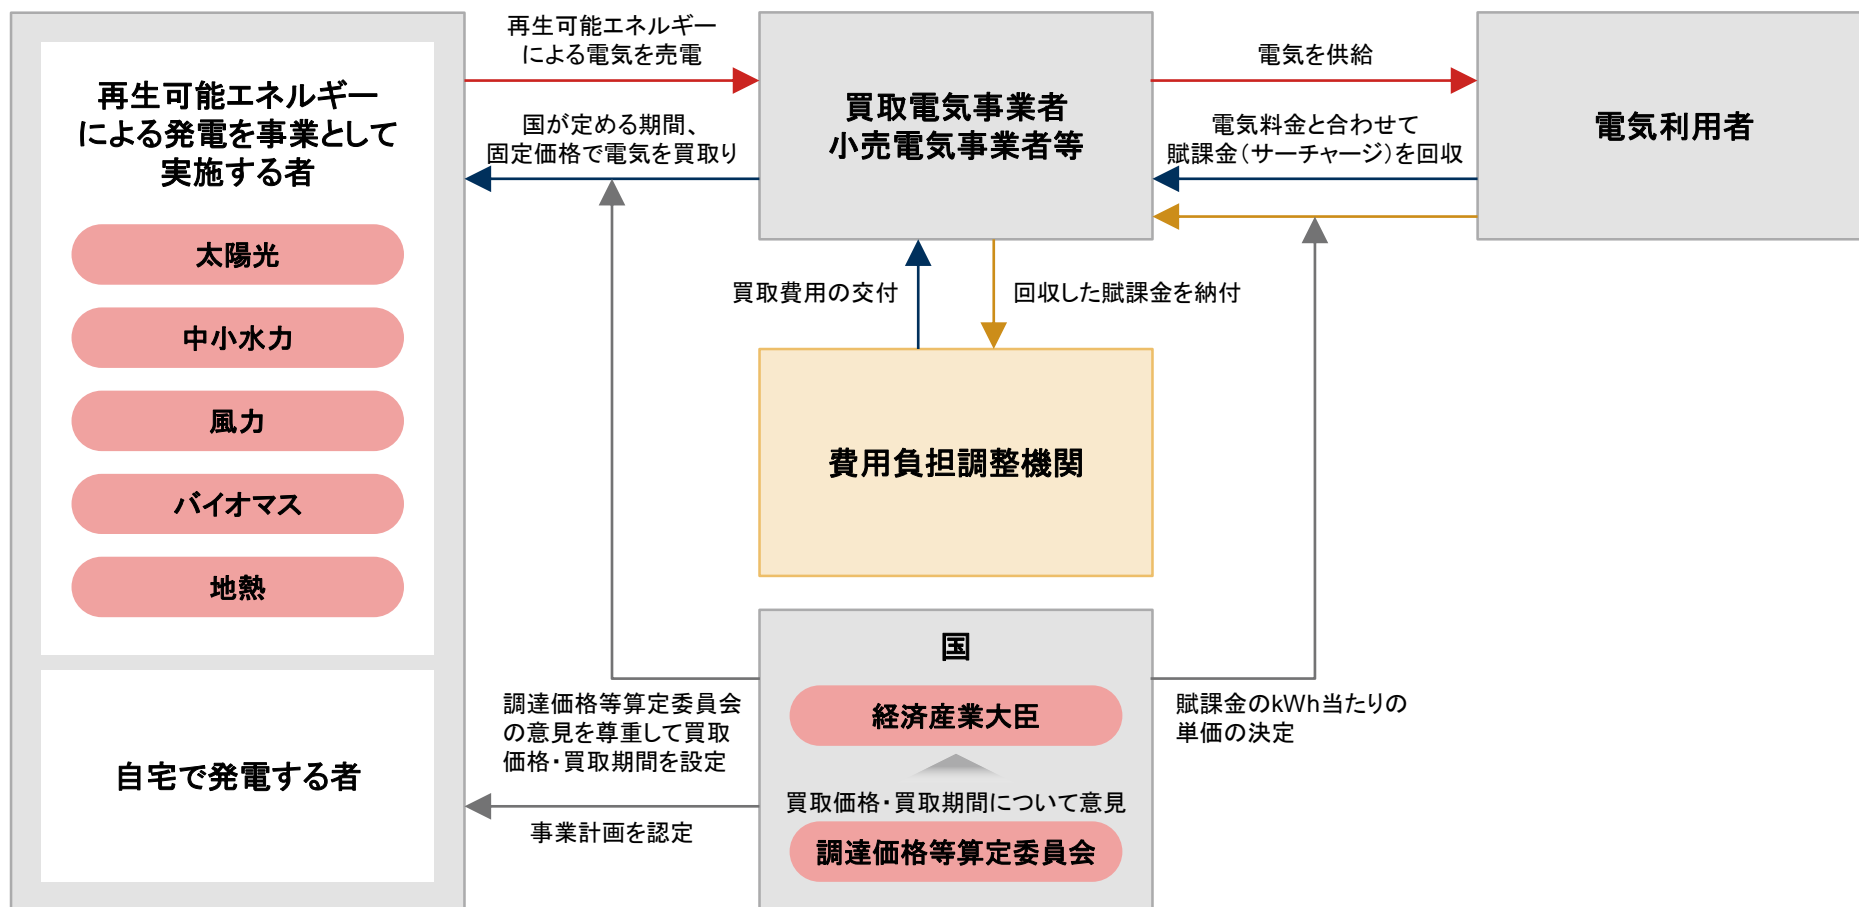 再生可能エネルギー
による発電を事業として
実施する者
太陽光
中小水力
風力
バイオマス
地熱
自宅で発電する者
再生可能エネルギー
による電気を売電
国が定める期間、
固定価格で電気を買取り
買取電気事業者
小売電気事業者等
電気を供給
電気料金と合わせて
賦課金（サーチャージ）を回収
電気利用者
買取費用の交付
回収した賦課金を納付
費用負担調整機関
国
経済産業大臣
買取価格・買取期間について意見
調達価格等算定委員会
調達価格等算定委員会
の意見を尊重して買取
価格・買取期間を設定
事業計画を認定
賦課金のkWh当たりの
単価の決定